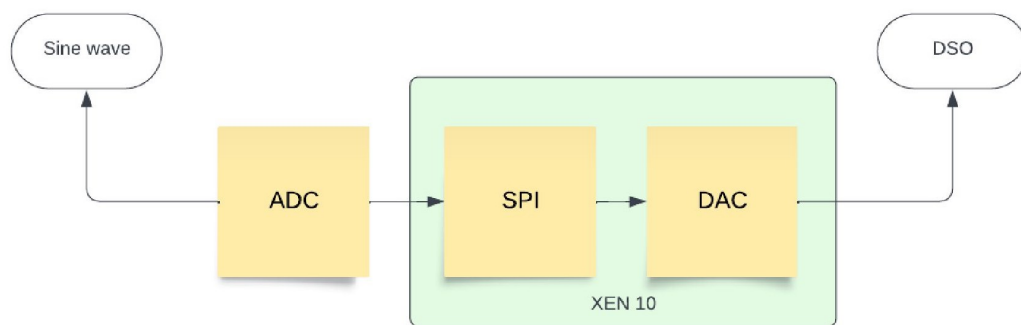 Sine wave
DSO
ADC
SPI
DAC
XEN 10